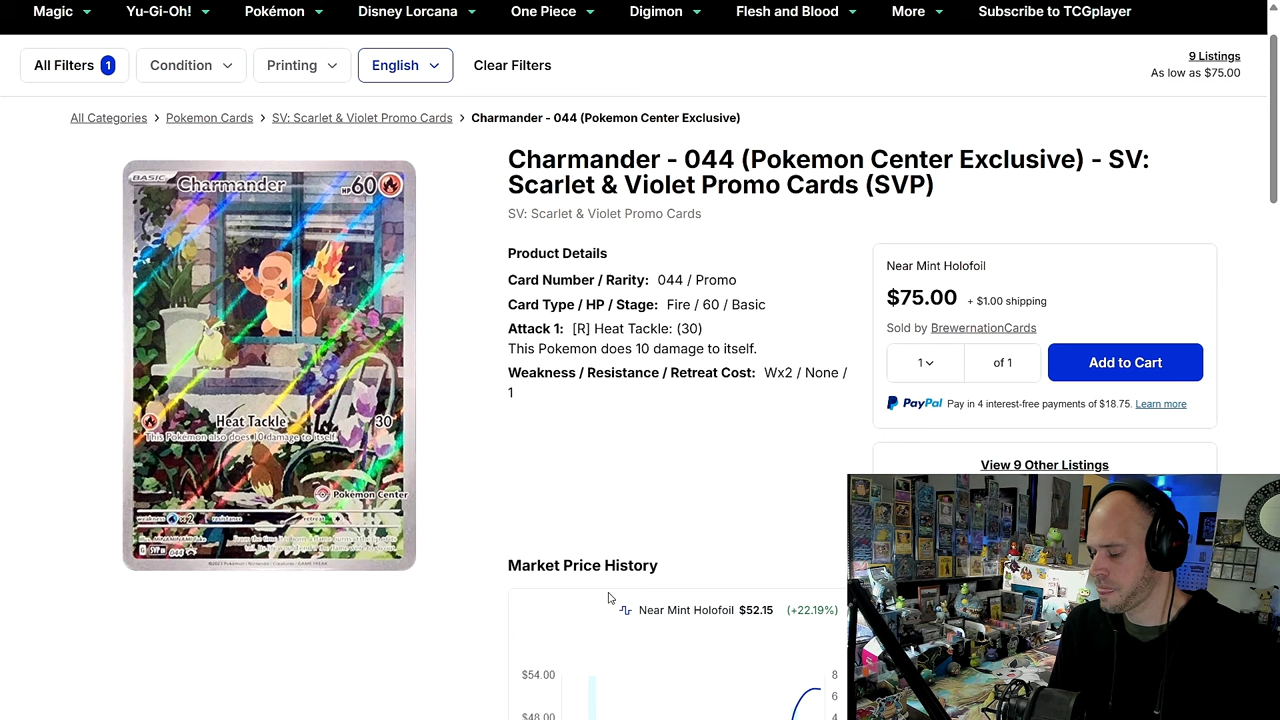 Magic Yu-Gi-Oh! Pokémon Disney Lorcana One Piece Digimon Flesh and Blood More Subscribe to TCGplayer
All Filters 1 Condition Printing English Clear Filters
9 Listings
As low as $75.00
All Categories > Pokemon Cards > SV: Scarlet & Violet Promo Cards > Charmander - 044 (Pokemon Center Exclusive)
Charmander - 044 (Pokemon Center Exclusive) - SV:
Scarlet & Violet Promo Cards (SVP)
SV: Scarlet & Violet Promo Cards
BASIC Charmander HP60
Heat Tackle 30
This Pokémon also does 10 damage to itself.
Pokémon Center
weakness x2 resistance retreat
SVP 044
Product Details
Card Number / Rarity: 044 / Promo
Card Type / HP / Stage: Fire / 60 / Basic
Attack 1: [R] Heat Tackle: (30)
This Pokemon does 10 damage to itself.
Weakness / Resistance / Retreat Cost: Wx2 / None /
1
Near Mint Holofoil
$75.00 + $1.00 shipping
Sold by BrewernationCards
1 of 1 Add to Cart
PayPal Pay in 4 interest-free payments of $18.75. Learn more
View 9 Other Listings
Market Price History
Near Mint Holofoil $52.15 (+22.19%)
$54.00 8
6
$48.00 4